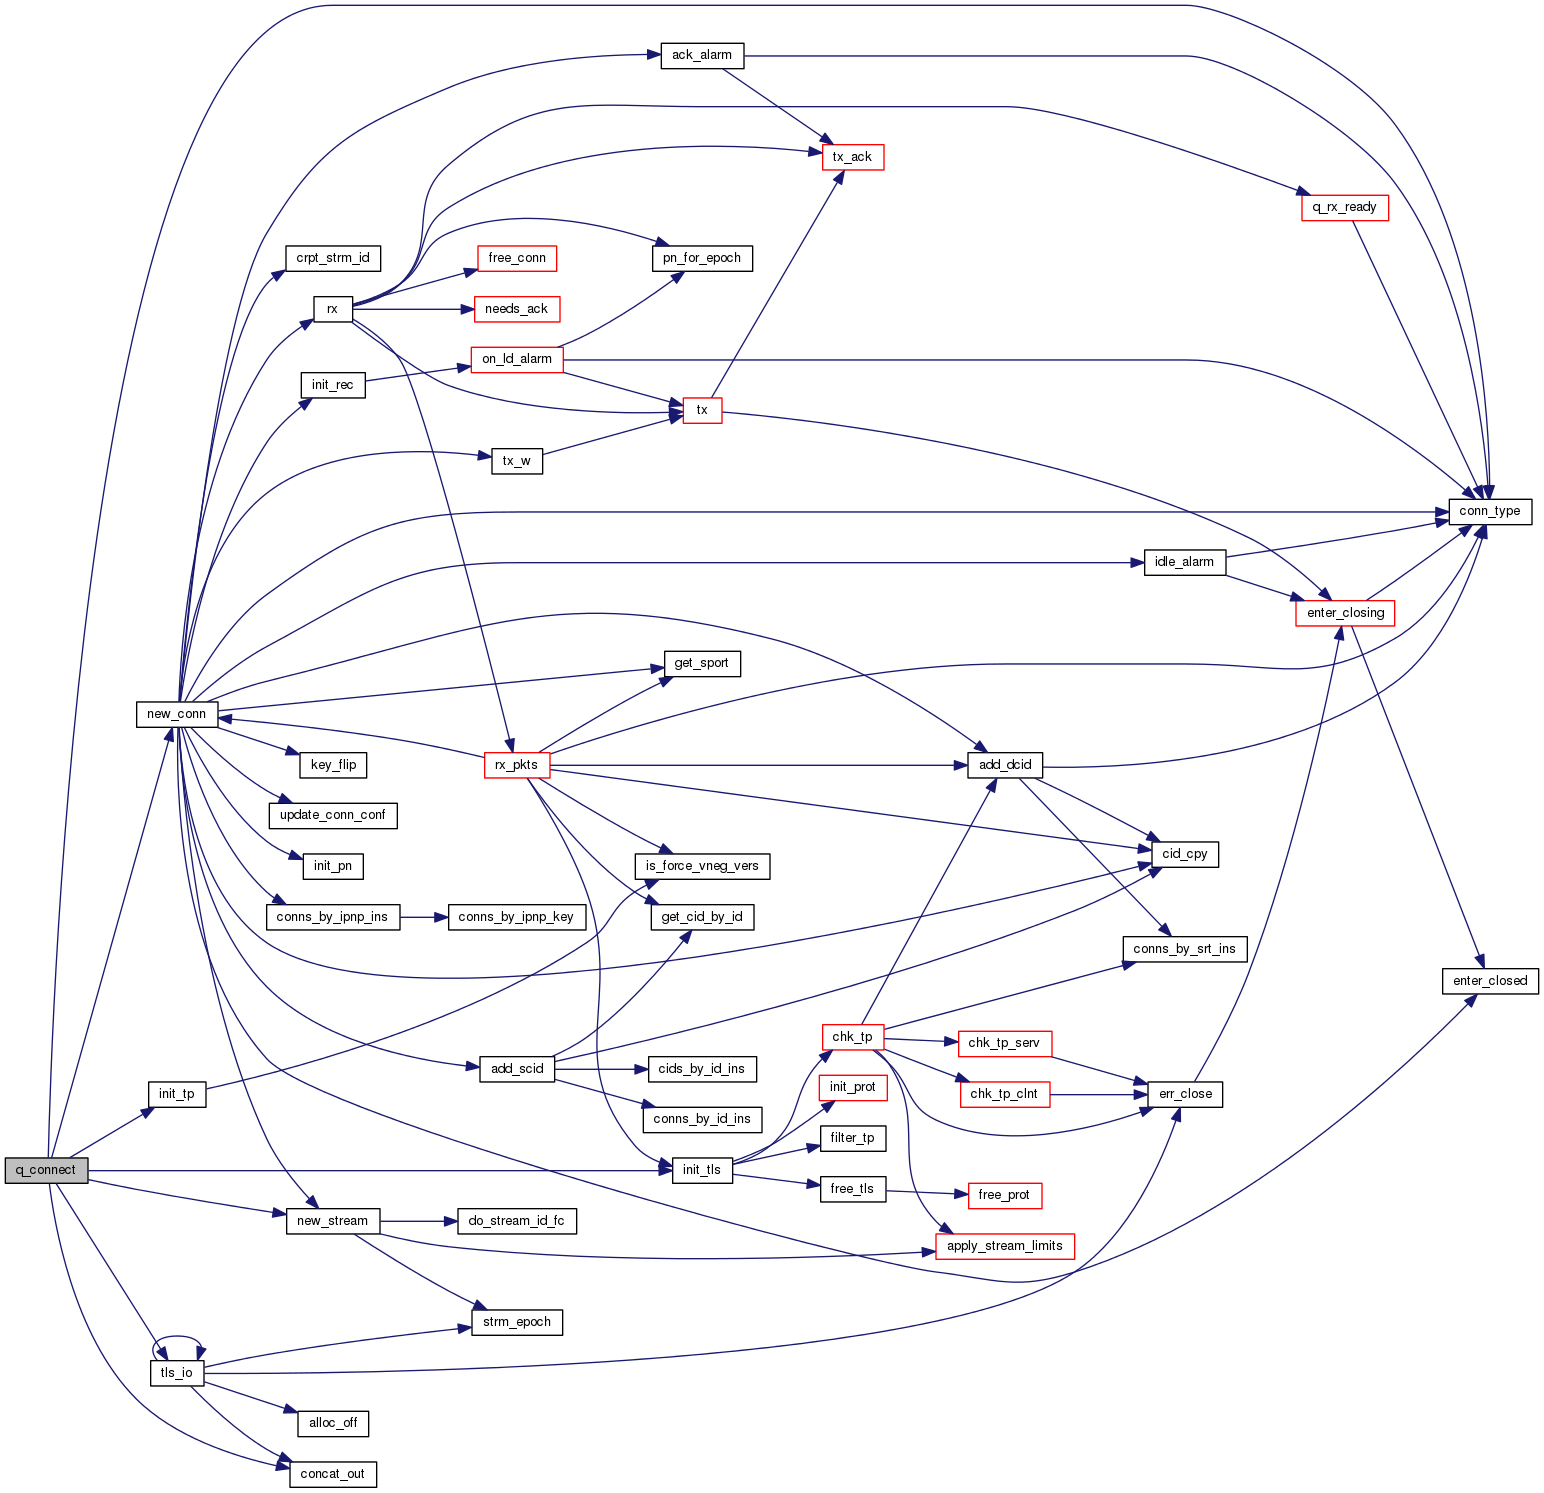 ack_alarm
tx_ack
q_rx_ready
crpt_strm_id
free_conn
pn_for_epoch
rx
needs_ack
on_ld_alarm
init_rec
tx
tx_w
conn_type
idle_alarm
enter_closing
get_sport
new_conn
key_flip
rx_pkts
add_dcid
update_conn_conf
init_pn
is_force_vneg_vers
cid_cpy
conns_by_ipnp_ins
conns_by_ipnp_key
get_cid_by_id
conns_by_srt_ins
enter_closed
chk_tp
chk_tp_serv
add_scid
cids_by_id_ins
init_tp
init_prot
chk_tp_clnt
err_close
conns_by_id_ins
filter_tp
q_connect
init_tls
free_tls
free_prot
new_stream
do_stream_id_fc
apply_stream_limits
strm_epoch
tls_io
alloc_off
concat_out